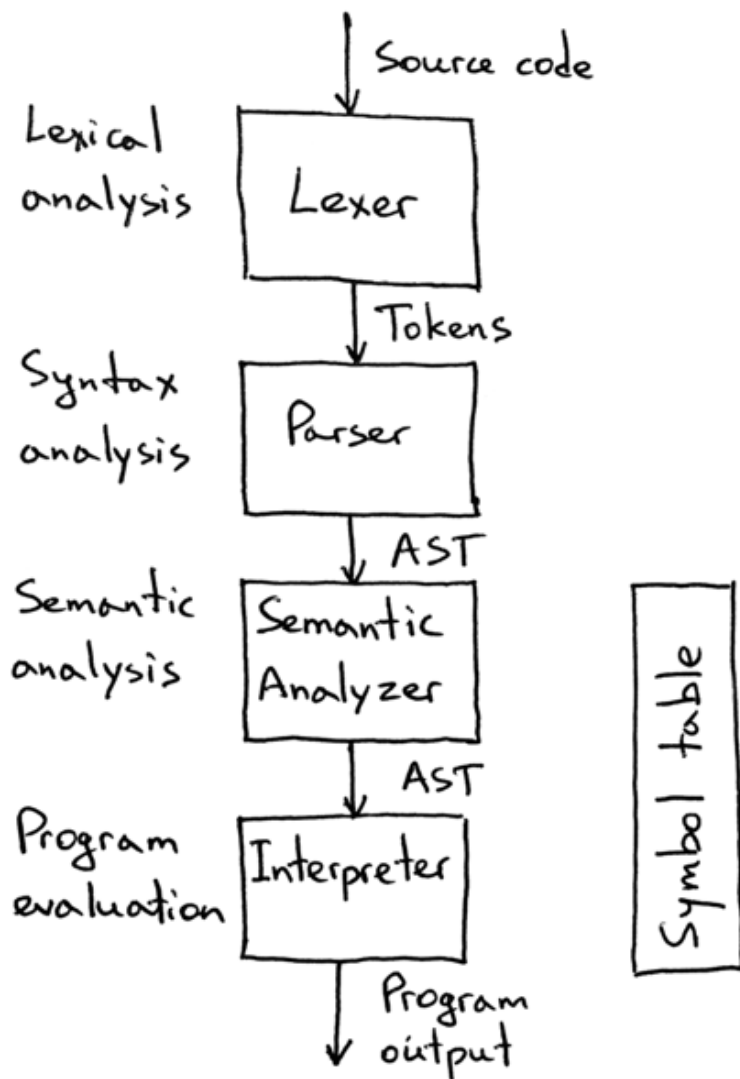 Source code
Lexical
analysis
Lexer
Tokens
Syntax
analysis
Parser
AST
Semantic
analysis
Semantic
Analyzer
AST
Program
evaluation
Interpreter
Symbol table
Program
output